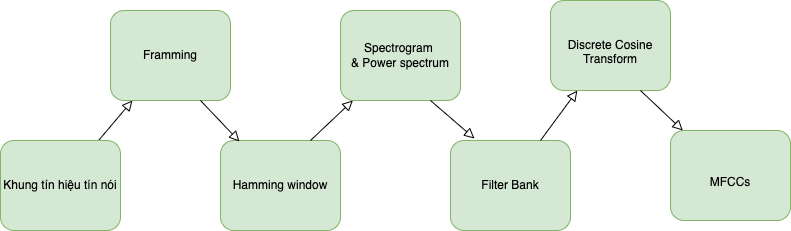 Khung tín hiệu tín nói
Framming
Hamming window
Spectrogram
& Power spectrum
Filter Bank
Discrete Cosine
Transform
MFCCs